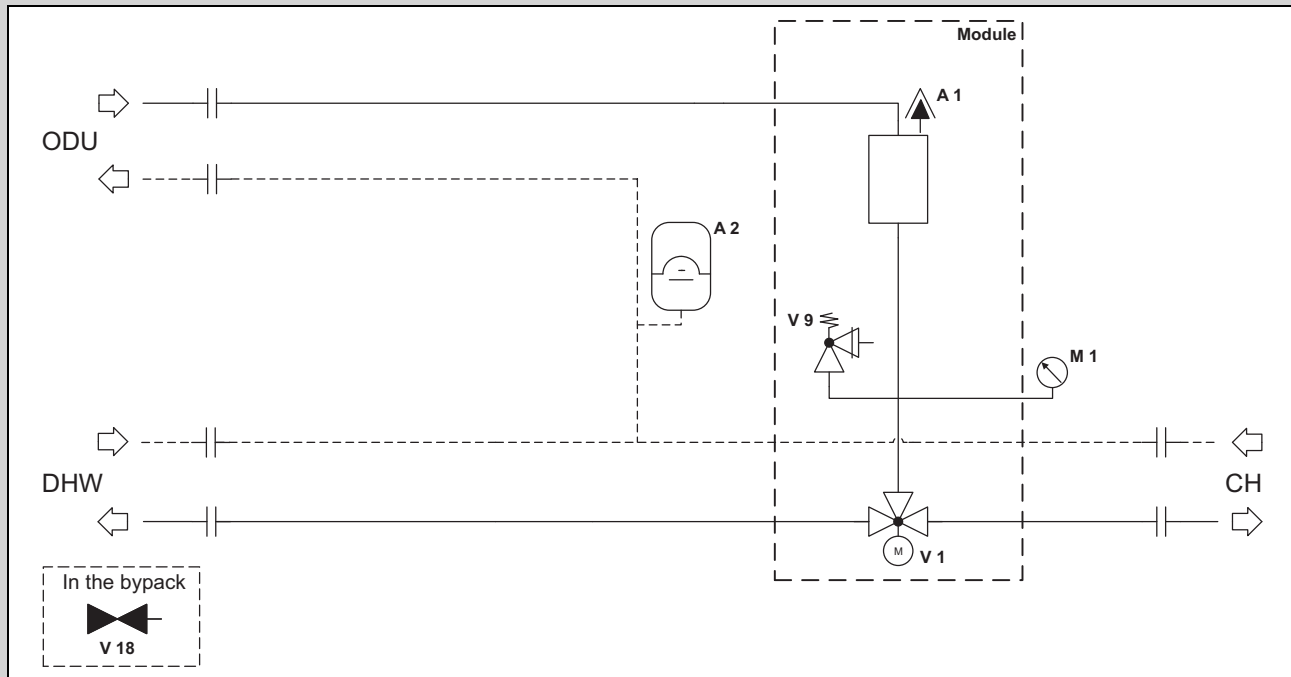 Module
A 1
ODU
A 2
V 9
M 1
DHW
CH
M
V 1
In the bypack
V 18